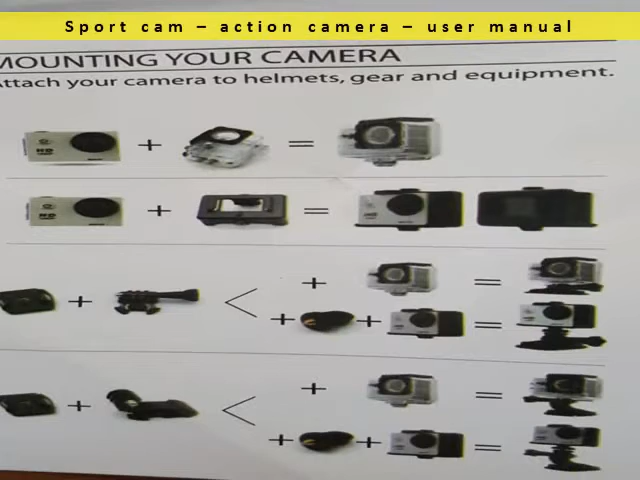 Sport cam – action camera – user manual
MOUNTING YOUR CAMERA
Attach your camera to helmets, gear and equipment.
+ =
+ =
+ < + =
+ + =
+ < + =
+ + =